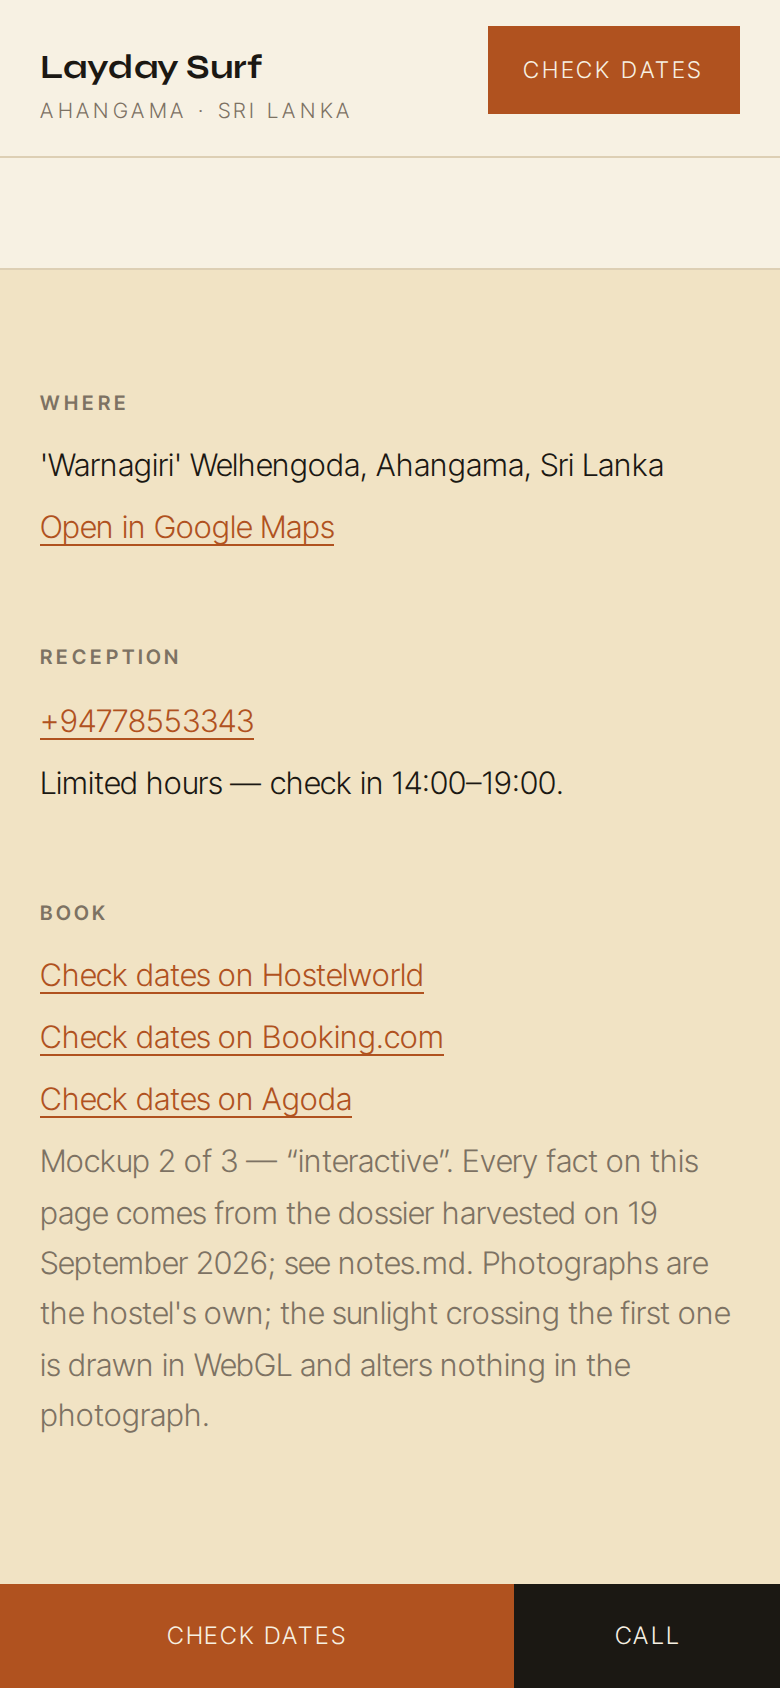 Layday Surf
AHANGAMA · SRI LANKA
CHECK DATES
WHERE
'Warnagiri' Welhengoda, Ahangama, Sri Lanka
Open in Google Maps
RECEPTION
+94778553343
Limited hours — check in 14:00–19:00.
BOOK
Check dates on Hostelworld
Check dates on Booking.com
Check dates on Agoda
Mockup 2 of 3 — “interactive”. Every fact on this
page comes from the dossier harvested on 19
September 2026; see notes.md. Photographs are
the hostel's own; the sunlight crossing the first one
is drawn in WebGL and alters nothing in the
photograph.
CHECK DATES
CALL